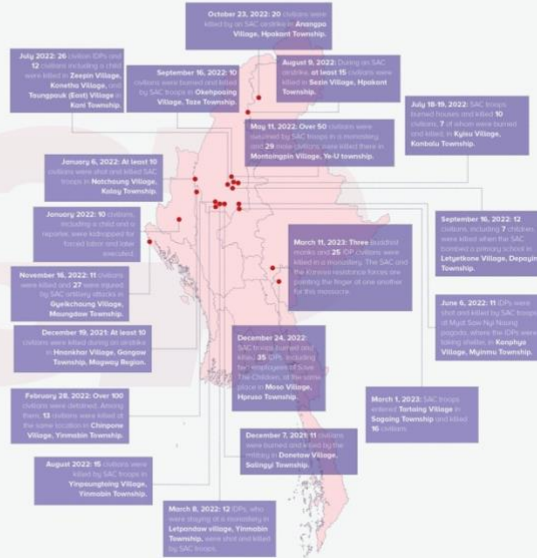 October 23, 2022: 20 civilians were
killed by an SAC airstrike in Anangpa
Village, Hpakant Township.
July 2022: 26 civilian IDPs and
12 civilians including a child
were killed in Zeepin Village,
Kanetha Village, and
Taungpauk (East) Village in
Kani Township.
September 16, 2022: 10
civilians were burned and killed
by SAC troops in Okehpoaing
Village, Taze Township.
August 9, 2022: During an SAC
airstrike, at least 15 civilians were
killed in Sezin Village, Hpakant
Township.
May 11, 2022: Over 50 civilians were
captured by SAC troops in a monastery,
and 29 those civilians were killed there in
Montaingpin Village, Ye-U township.
July 18-19, 2022: SAC troops
burned houses and killed 10
civilians, 7 of whom were burned
and killed, in Kyisu Village,
Kanbalu Township.
January 6, 2022: At least 10
civilians were shot and killed SAC
troops in Natchaung Village,
Kalay Township.
January 2022: 10 civilians,
including a child and a
reporter, were kidnapped for
forced labor and later
executed.
September 16, 2022: 12
civilians, including 7 children,
were killed when the SAC
bombed a primary school in
Letyetkone Village, Depayin
Township.
March 11, 2023: Three Buddhist
monks and 25 IDP civilians were
killed in a monastery. The SAC and
the Karenni resistance forces are
pointing the finger at one another
for this massacre.
November 16, 2022: 11
civilians were killed and 27 were injured
by SAC artillery attacks in
Gyeikchaung Village,
Maungdaw Township.
June 6, 2022: 11 IDPs were
shot and killed by SAC troops
at Myat Saw Nyi Naung
pagoda, where the IDPs were
taking shelter, in Kanphya
Village, Myinmu Township.
December 19, 2021: At least 10
civilians were killed during an airstrike
in Hnankhar Village, Gangaw
Township, Magway Region.
December 24, 2022:
SAC troops burned and
killed 35 IDPs, including
two employees of Save
The Children, at the same
place in Moso Village,
Hpruso Township.
February 28, 2022: Over 100
civilians were detained. Among
them, 13 civilians were killed at
the same location in Chinpone
Village, Yinmabin Township.
March 1, 2023: SAC troops
entered Tartaing Village in
Sagaing Township and killed
16 civilians
December 7, 2021: 11 civilians
were burned and killed by the
military in Donetaw Village,
Salingyi Township.
August 2022: 15 civilians were
killed by SAC troops in
Yinpaungtaing Village,
Yinmabin Township.
March 8, 2022: 12 IDPs, who
were staying at a monastery in
Letpandaw village, Yinmabin
Township, were shot and killed
by SAC troops.